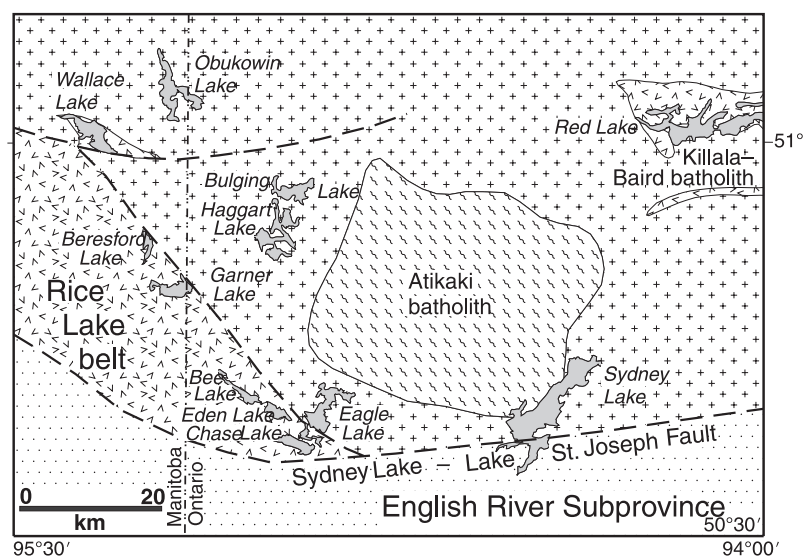 Obukowin
Lake
Wallace
Lake
Red Lake
51°
Killala–
Baird batholith
Bulging
Lake
Haggart
Lake
Beresford
Lake
Garner
Lake
Atikaki
batholith
Rice
Lake
belt
Bee
Lake
Eden Lake
Chase Lake
Eagle
Lake
Sydney
Lake
Sydney Lake – Lake St. Joseph Fault
Manitoba
Ontario
0 20
km
English River Subprovince
50°30′
95°30′
94°00′